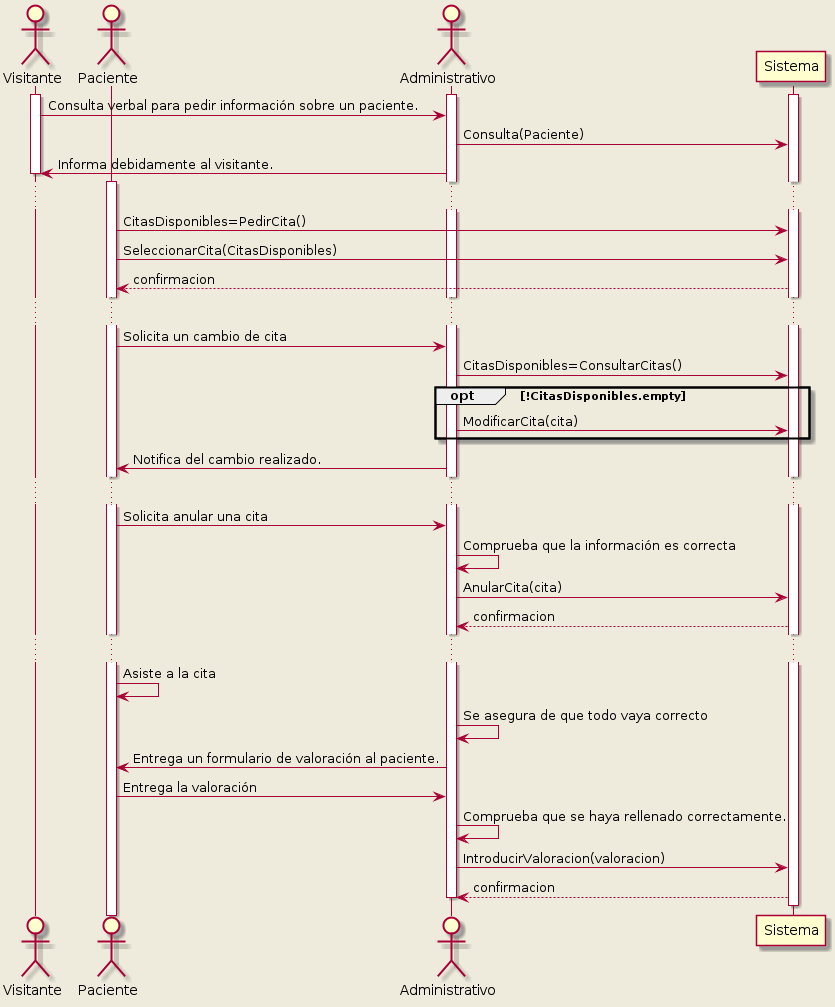 Visitante
Paciente
Administrativo
Sistema
Consulta verbal para pedir información sobre un paciente.
Consulta(Paciente)
Informa debidamente al visitante.
CitasDisponibles=PedirCita()
SeleccionarCita(CitasDisponibles)
confirmacion
Solicita un cambio de cita
CitasDisponibles=ConsultarCitas()
opt
[!CitasDisponibles.empty]
ModificarCita(cita)
Notifica del cambio realizado.
Solicita anular una cita
Comprueba que la información es correcta
AnularCita(cita)
confirmacion
Asiste a la cita
Se asegura de que todo vaya correcto
Entrega un formulario de valoración al paciente.
Entrega la valoración
Comprueba que se haya rellenado correctamente.
IntroducirValoracion(valoracion)
confirmacion
Visitante
Paciente
Administrativo
Sistema